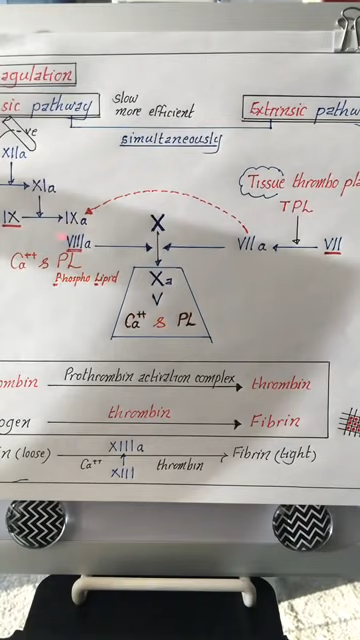 agulation
sic pathway
slow
more efficient
Extrinsic pathw
simultaneously
-ve
XIIa
XIa
IX IXa
VIIIa
Ca++ & PL
Phospho Lipid
X
Xa
V
Ca++ & PL
Tissue thrombo pla
TPL
VIIa VII
ombin Prothrombin activation complex thrombin
ogen thrombin Fibrin
in (loose) XIIIa Fibrin (tight)
Ca++ XIII thrombin